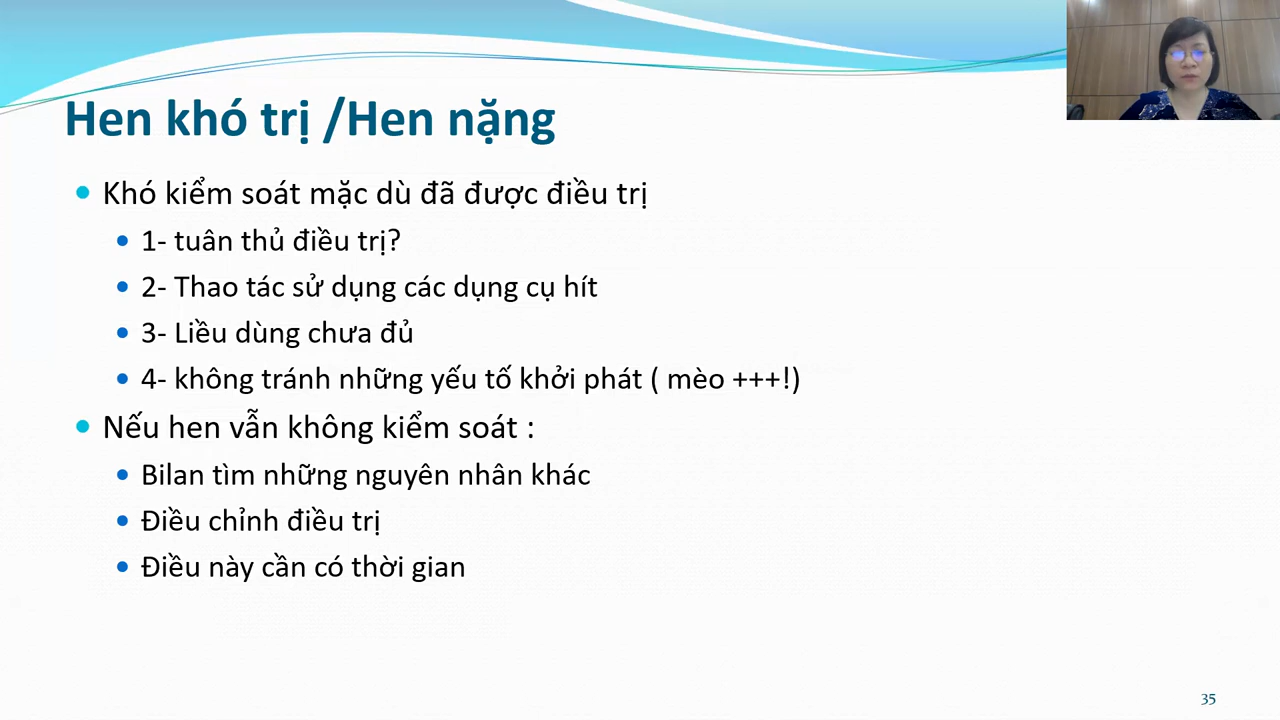 Hen khó trị /Hen nặng
Khó kiểm soát mặc dù đã được điều trị
1- tuân thủ điều trị?
2- Thao tác sử dụng các dụng cụ hít
3- Liều dùng chưa đủ
4- không tránh những yếu tố khởi phát ( mèo +++!)
Nếu hen vẫn không kiểm soát :
Bilan tìm những nguyên nhân khác
Điều chỉnh điều trị
Điều này cần có thời gian
35